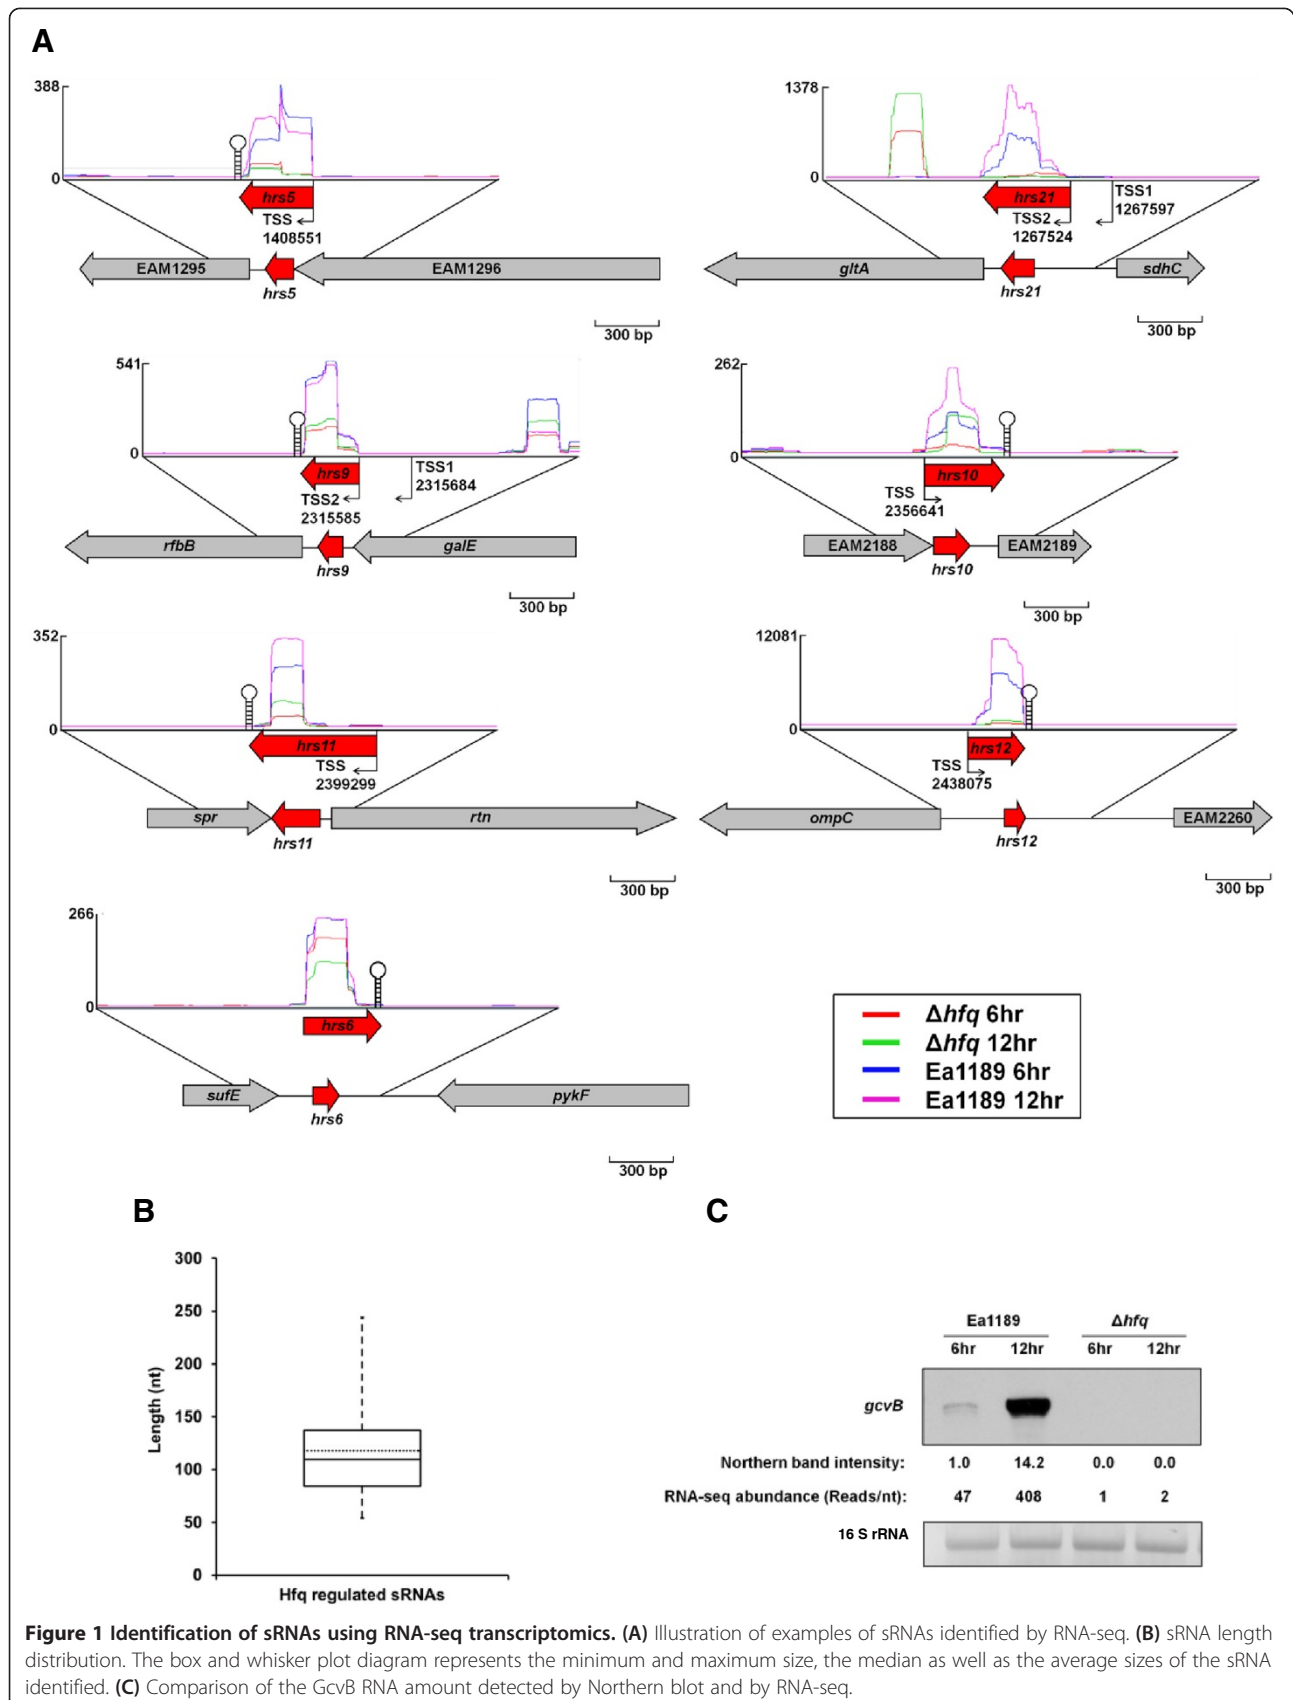 A
388
0
hrs5
TSS
1408551
EAM1295
EAM1296
hrs5
300 bp
1378
0
hrs21
TSS1
1267597
TSS2
1267524
gltA
sdhC
hrs21
300 bp
541
0
hrs9
TSS1
2315684
TSS2
2315585
rfbB
galE
hrs9
300 bp
262
0
hrs10
TSS
2356641
EAM2188
EAM2189
hrs10
300 bp
352
0
hrs11
TSS
2399299
spr
rtn
hrs11
300 bp
12081
0
hrs12
TSS
2438075
ompC
EAM2260
hrs12
300 bp
266
0
hrs6
sufE
pykF
hrs6
300 bp
Δhfq 6hr
Δhfq 12hr
Ea1189 6hr
Ea1189 12hr
B
300
250
200
150
100
50
0
Length (nt)
Hfq regulated sRNAs
C
Ea1189 Δhfq
6hr 12hr 6hr 12hr
gcvB
Northern band intensity: 1.0 14.2 0.0 0.0
RNA-seq abundance (Reads/nt): 47 408 1 2
16 S rRNA
Figure 1 Identification of sRNAs using RNA-seq transcriptomics. (A) Illustration of examples of sRNAs identified by RNA-seq. (B) sRNA length
distribution. The box and whisker plot diagram represents the minimum and maximum size, the median as well as the average sizes of the sRNA
identified. (C) Comparison of the GcvB RNA amount detected by Northern blot and by RNA-seq.